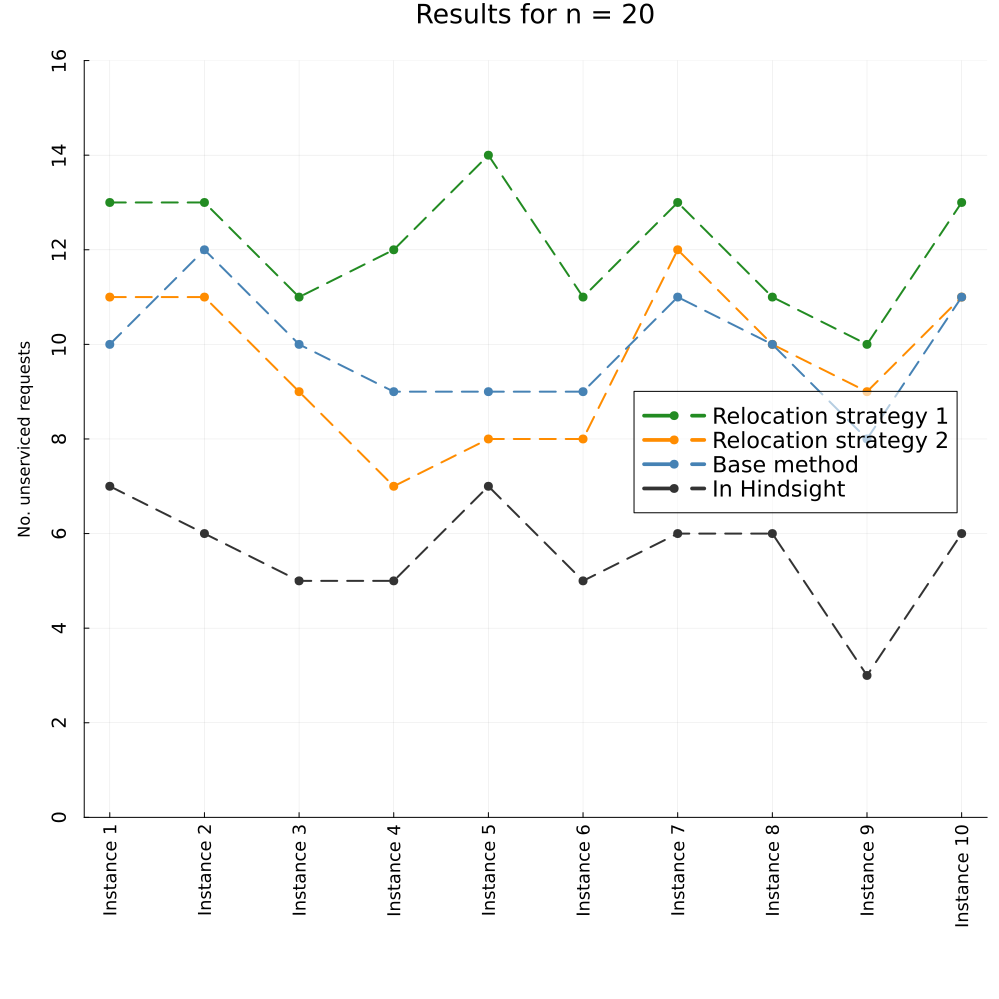 Results for n = 20
No. unserviced requests
16
14
12
10
8
6
4
2
0
Relocation strategy 1
Relocation strategy 2
Base method
In Hindsight
Instance 1
Instance 2
Instance 3
Instance 4
Instance 5
Instance 6
Instance 7
Instance 8
Instance 9
Instance 10